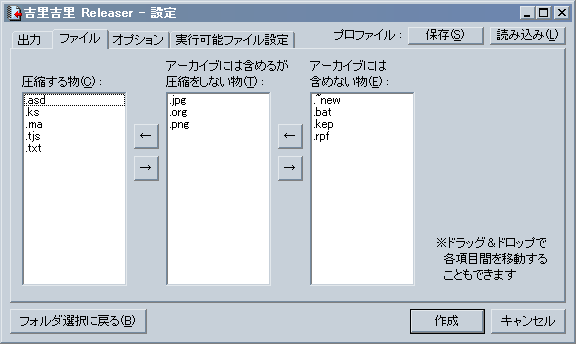 吉里吉里 Releaser － 設定
出力 ファイル オプション 実行可能ファイル設定 プロファイル： 保存(S) 読み込み(L)
圧縮する物(C)：
.asd
.ks
.ma
.tjs
.txt
←
→
アーカイブには含めるが
圧縮をしない物(T)：
.jpg
.org
.png
←
→
アーカイブには
含めない物(E)：
.~new
.bat
.kep
.rpf
※ドラッグ＆ドロップで
各項目間を移動する
こともできます
フォルダ選択に戻る(B) 作成 キャンセル